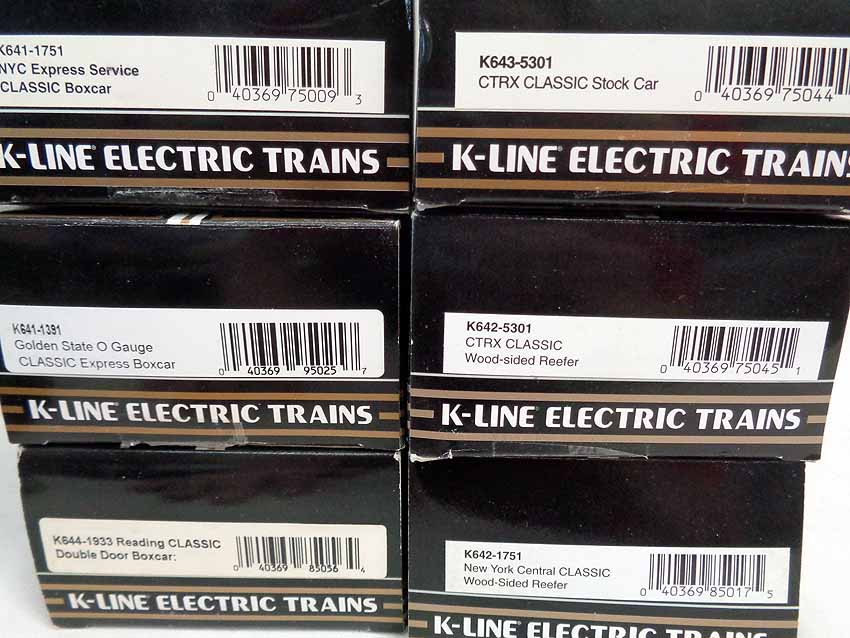 K641-1751
NYC Express Service
CLASSIC Boxcar
0 40369 75009 3
K-LINE ELECTRIC TRAINS
K643-5301
CTRX CLASSIC Stock Car
0 40369 75044
K-LINE ELECTRIC TRAINS
K641-1391
Golden State O Gauge
CLASSIC Express Boxcar
0 40369 95025 7
K-LINE ELECTRIC TRAINS
K642-5301
CTRX CLASSIC
Wood-sided Reefer
0 40369 75045 1
K-LINE ELECTRIC TRAINS
K644-1933 Reading CLASSIC
Double Door Boxcar:
0 40369 85056 4
K-LINE ELECTRIC TRAINS
K642-1751
New York Central CLASSIC
Wood-Sided Reefer
0 40369 85017 5
K-LINE ELECTRIC TRAINS